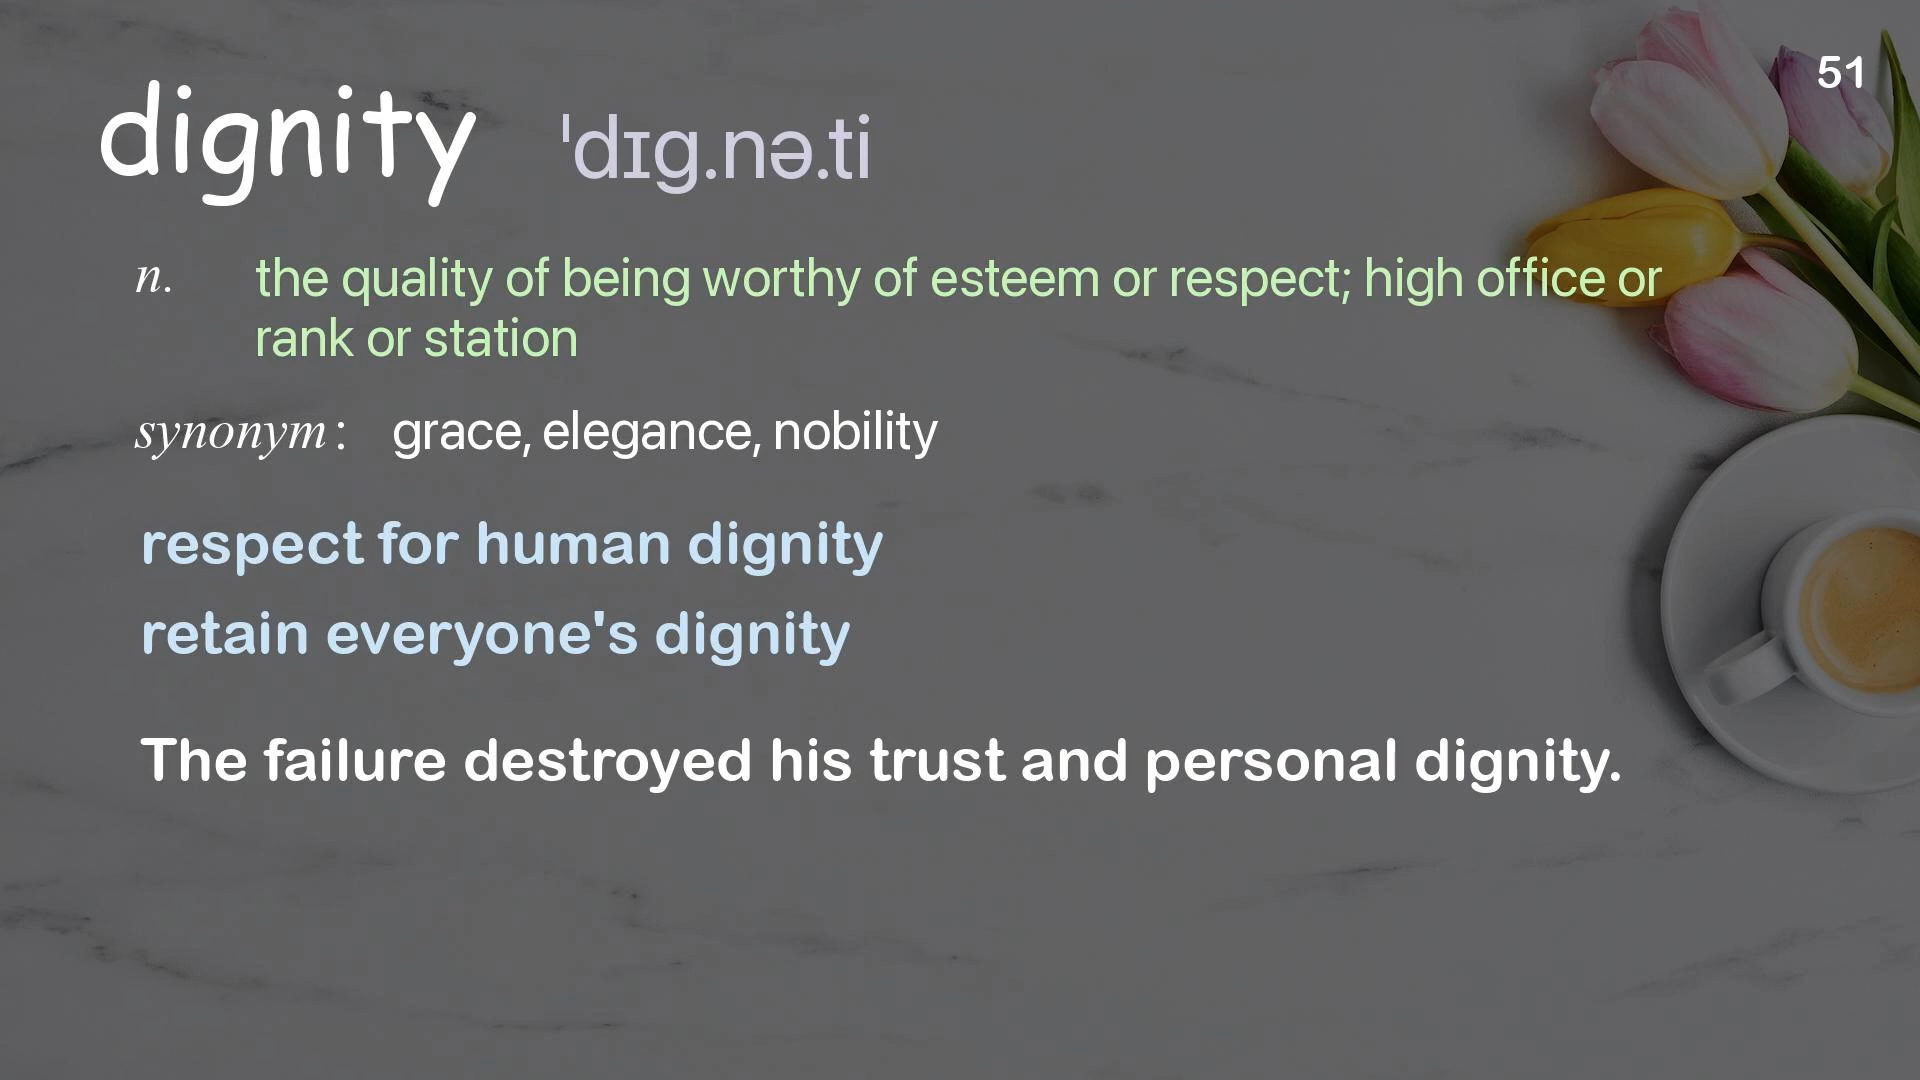 51
dignity ˈdɪg.nə.ti
n. the quality of being worthy of esteem or respect; high office or
rank or station
synonym: grace, elegance, nobility
respect for human dignity
retain everyone's dignity
The failure destroyed his trust and personal dignity.